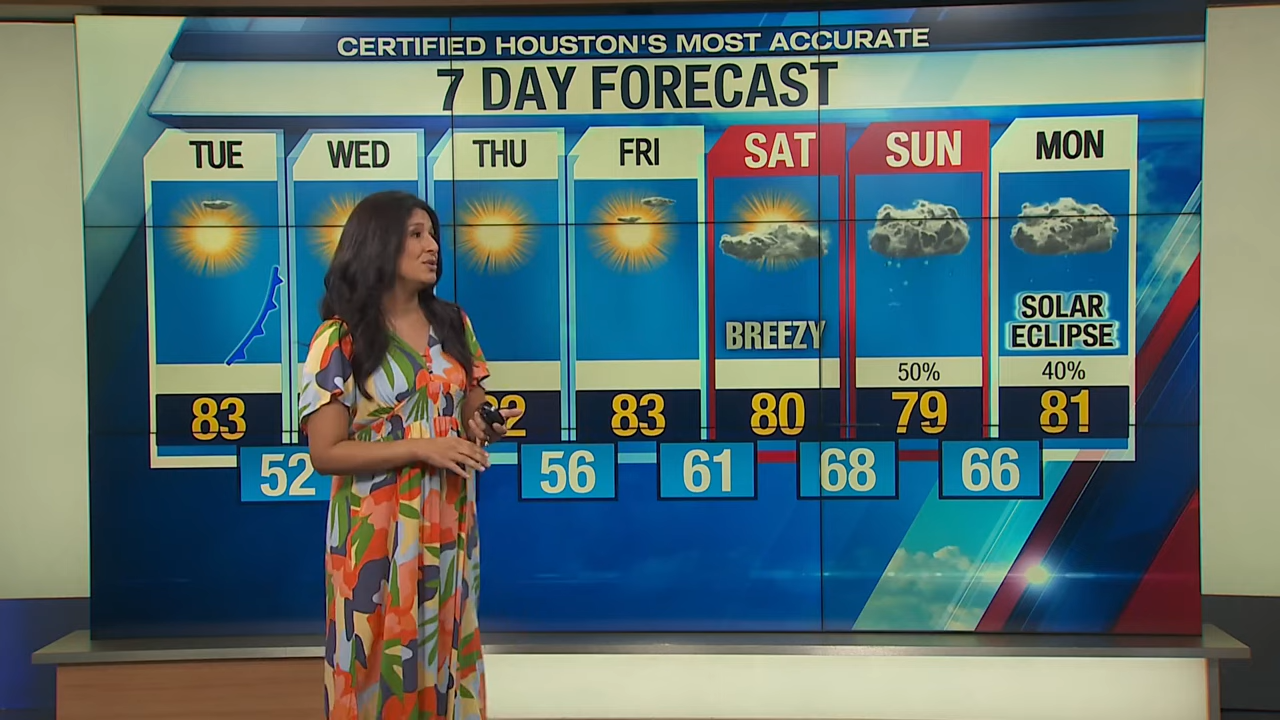 CERTIFIED HOUSTON'S MOST ACCURATE
7 DAY FORECAST
TUE WED THU FRI SAT SUN MON
SOLAR
BREEZY ECLIPSE
50% 40%
83 83 80 79 81
52 56 61 68 66